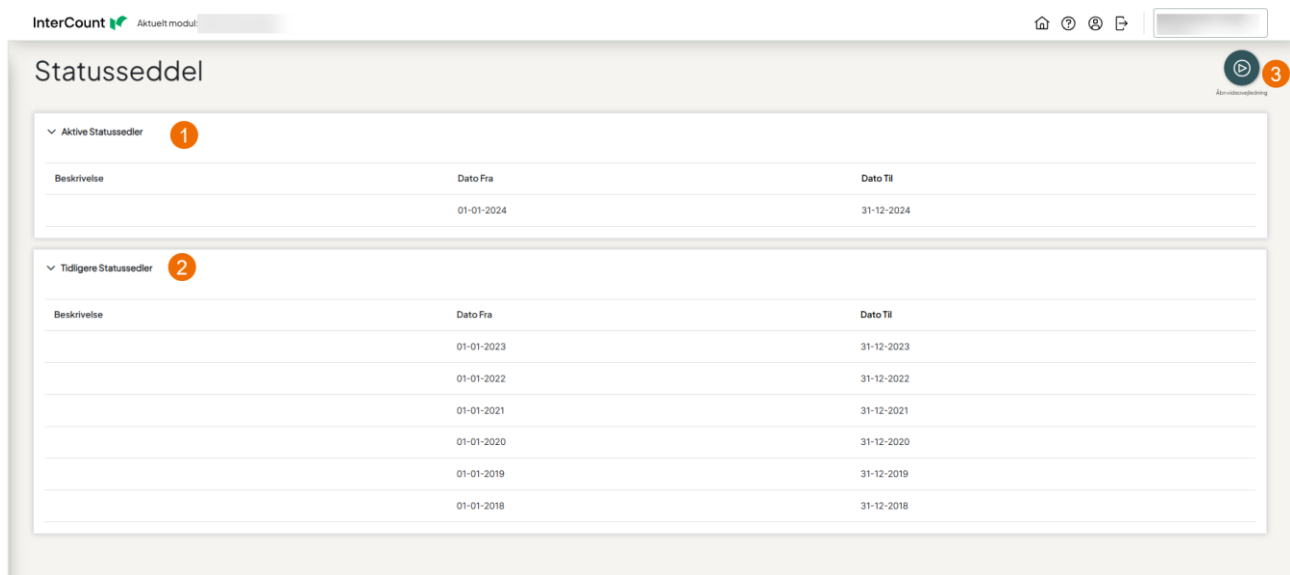 InterCount Aktuelt modul:
Statusseddel
3
Åbn videovejledning
Aktive Statussedler 1
Beskrivelse Dato Fra Dato Til
01-01-2024 31-12-2024
Tidligere Statussedler 2
Beskrivelse Dato Fra Dato Til
01-01-2023 31-12-2023
01-01-2022 31-12-2022
01-01-2021 31-12-2021
01-01-2020 31-12-2020
01-01-2019 31-12-2019
01-01-2018 31-12-2018